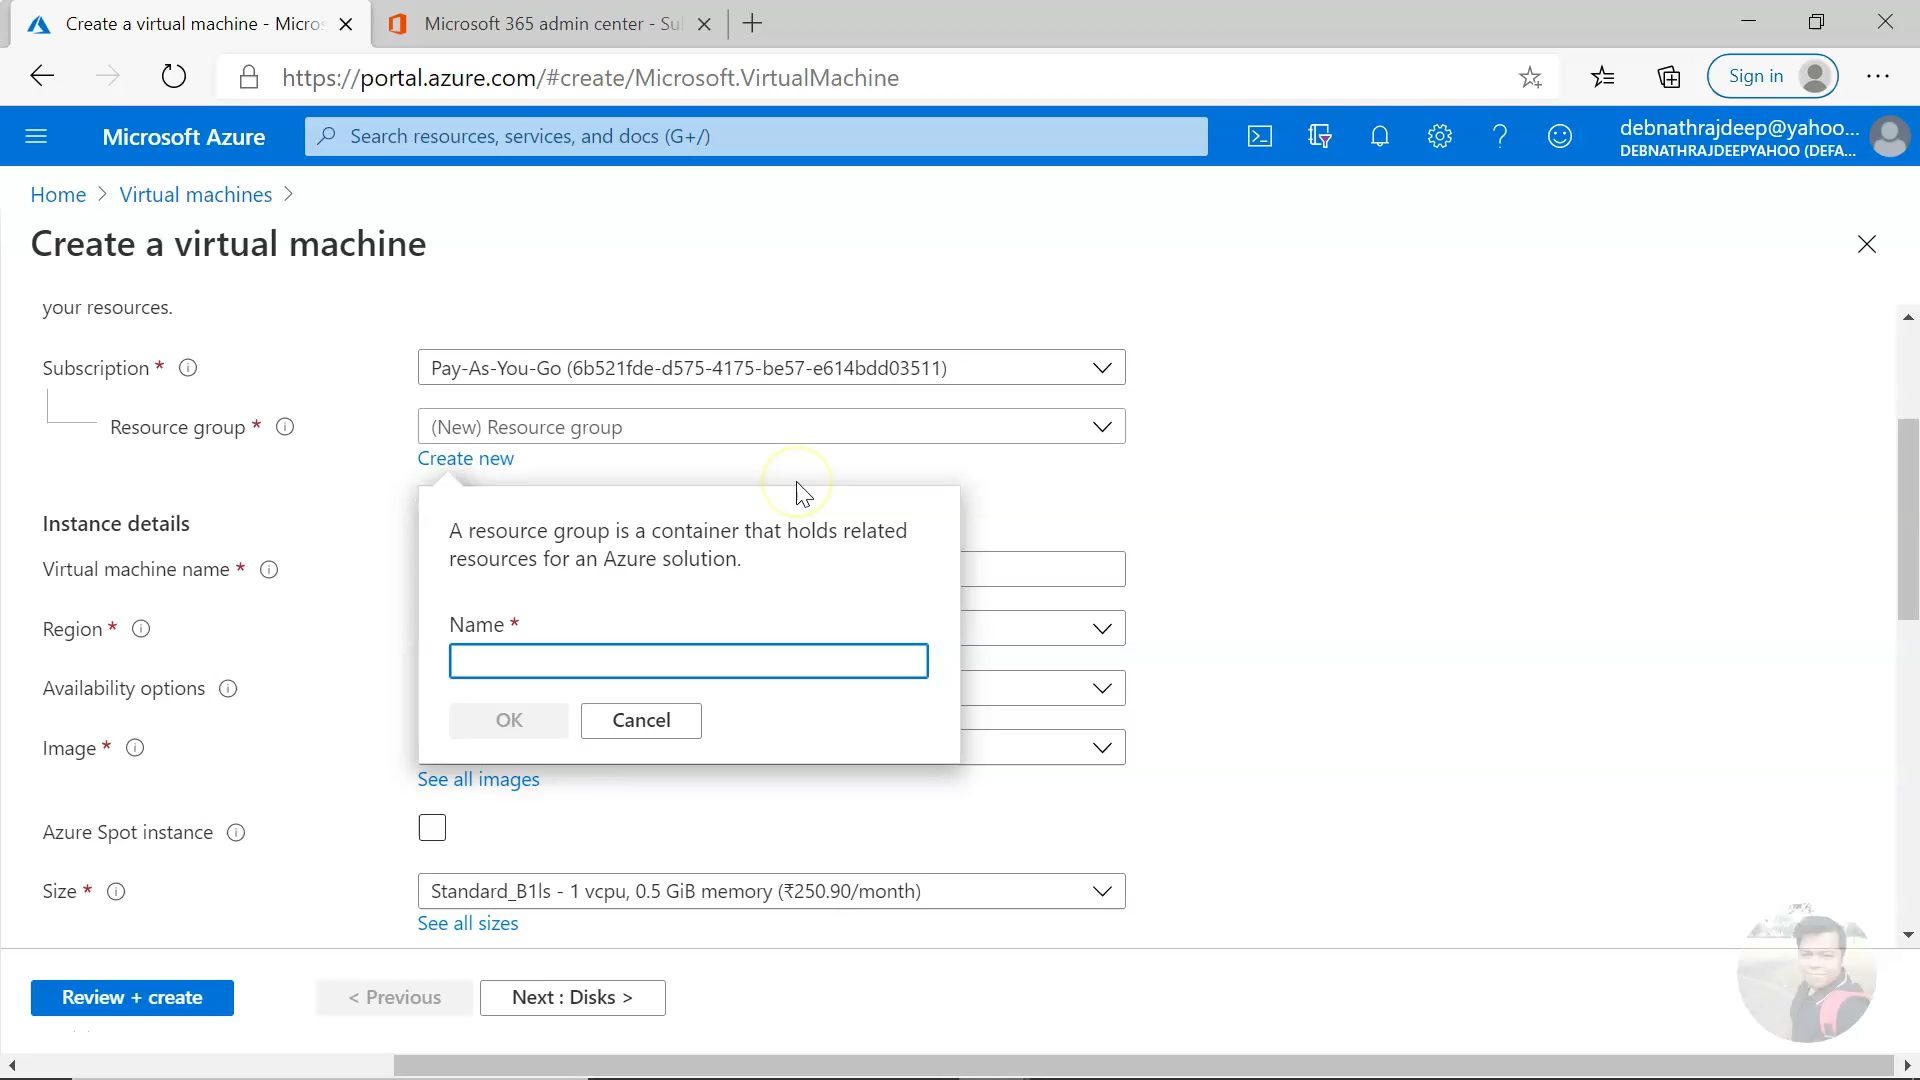 Create a virtual machine - Micros
Microsoft 365 admin center - Su
https://portal.azure.com/#create/Microsoft.VirtualMachine
Sign in
Microsoft Azure
Search resources, services, and docs (G+/)
debnathrajdeep@yahoo...
DEBNATHRAJDEEPYAHOO (DEFA...
Home > Virtual machines >
Create a virtual machine
your resources.
Subscription *
Pay-As-You-Go (6b521fde-d575-4175-be57-e614bdd03511)
Resource group *
(New) Resource group
Create new
A resource group is a container that holds related
resources for an Azure solution.
Name *
OK
Cancel
Instance details
Virtual machine name *
Region *
Availability options
Image *
See all images
Azure Spot instance
Size *
Standard_B1ls - 1 vcpu, 0.5 GiB memory (₹250.90/month)
See all sizes
Review + create
< Previous
Next : Disks >